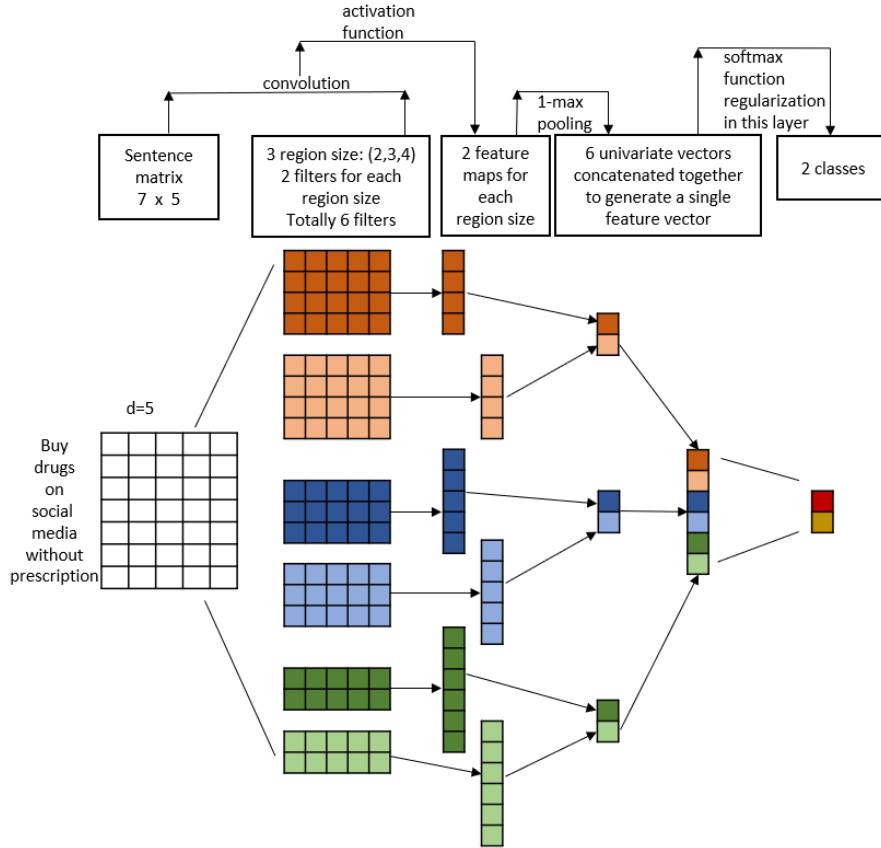 activation
function
convolution
1-max
pooling
softmax
function
regularization
in this layer
Sentence
matrix
7 x 5
3 region size: (2,3,4)
2 filters for each
region size
Totally 6 filters
2 feature
maps for
each
region size
6 univariate vectors
concatenated together
to generate a single
feature vector
2 classes
d=5
Buy
drugs
on
social
media
without
prescription